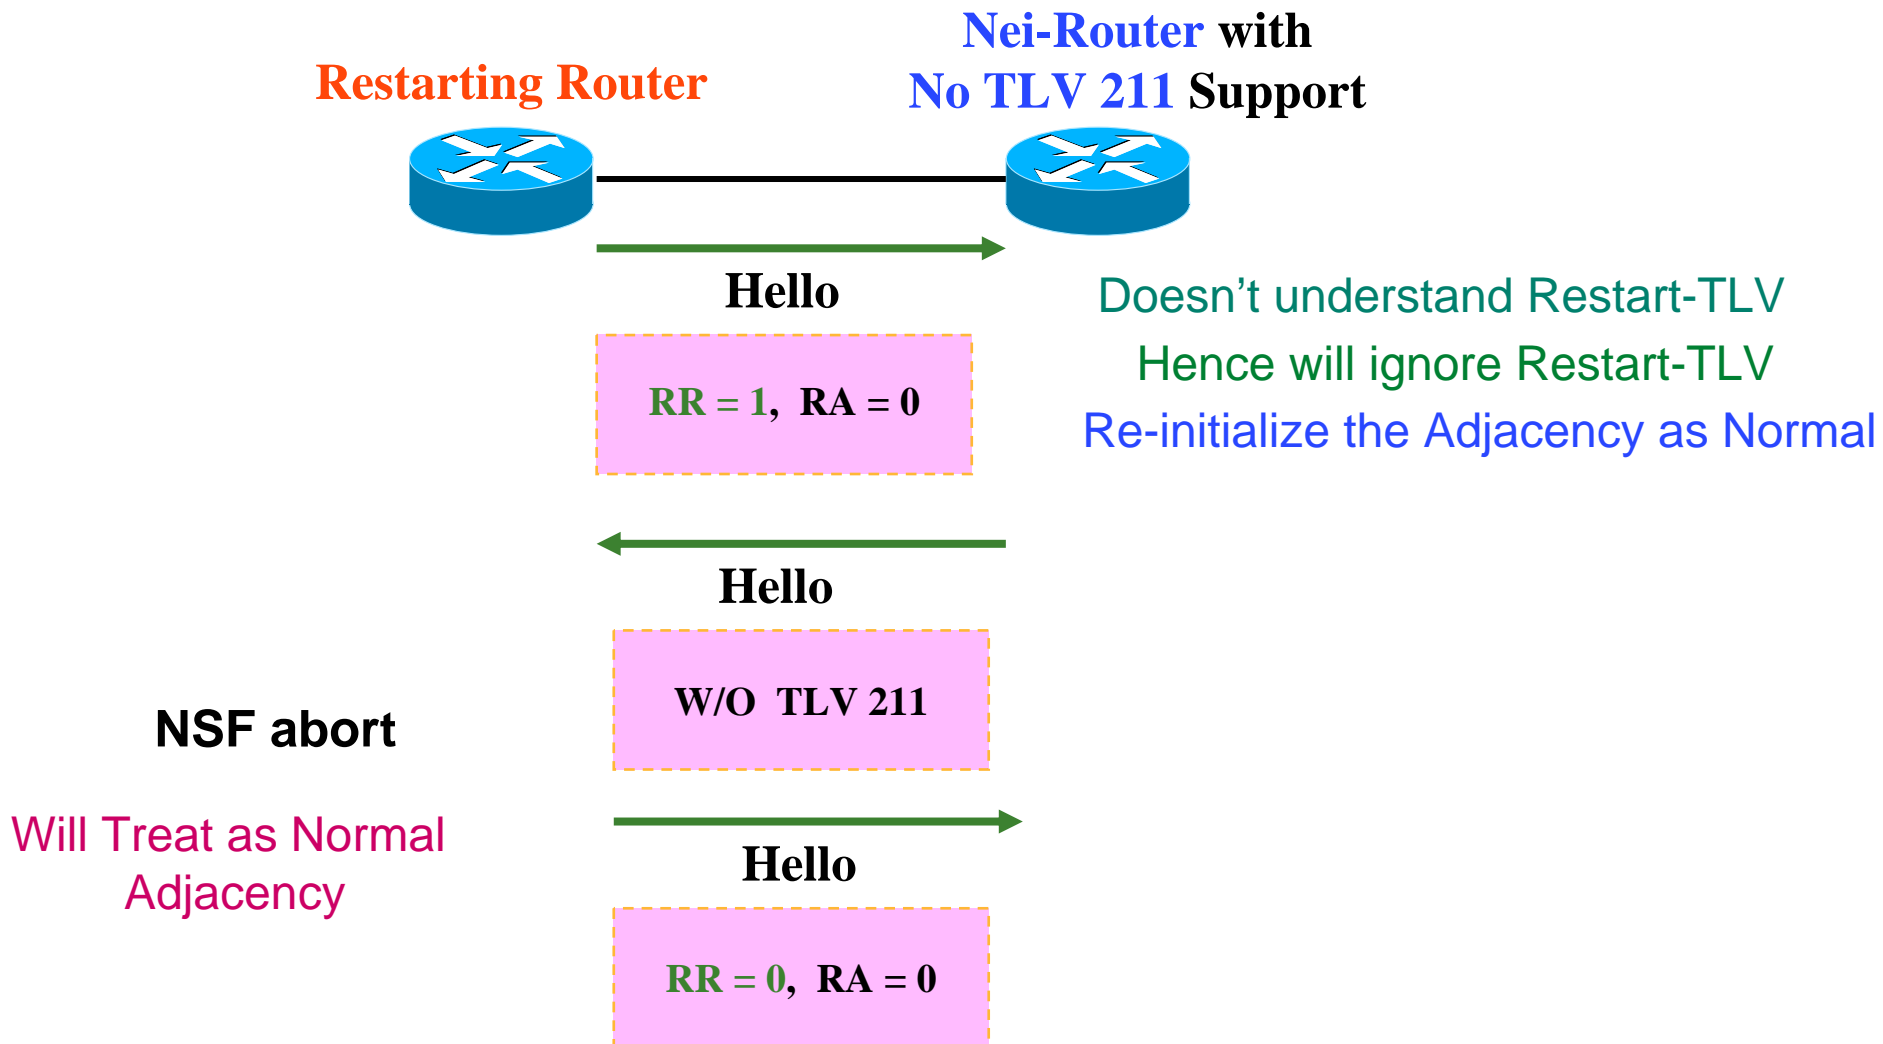 Restarting Router
Nei-Router with
No TLV 211 Support
Hello
RR = 1, RA = 0
Doesn’t understand Restart-TLV
Hence will ignore Restart-TLV
Re-initialize the Adjacency as Normal
Hello
W/O TLV 211
NSF abort
Will Treat as Normal
Adjacency
Hello
RR = 0, RA = 0